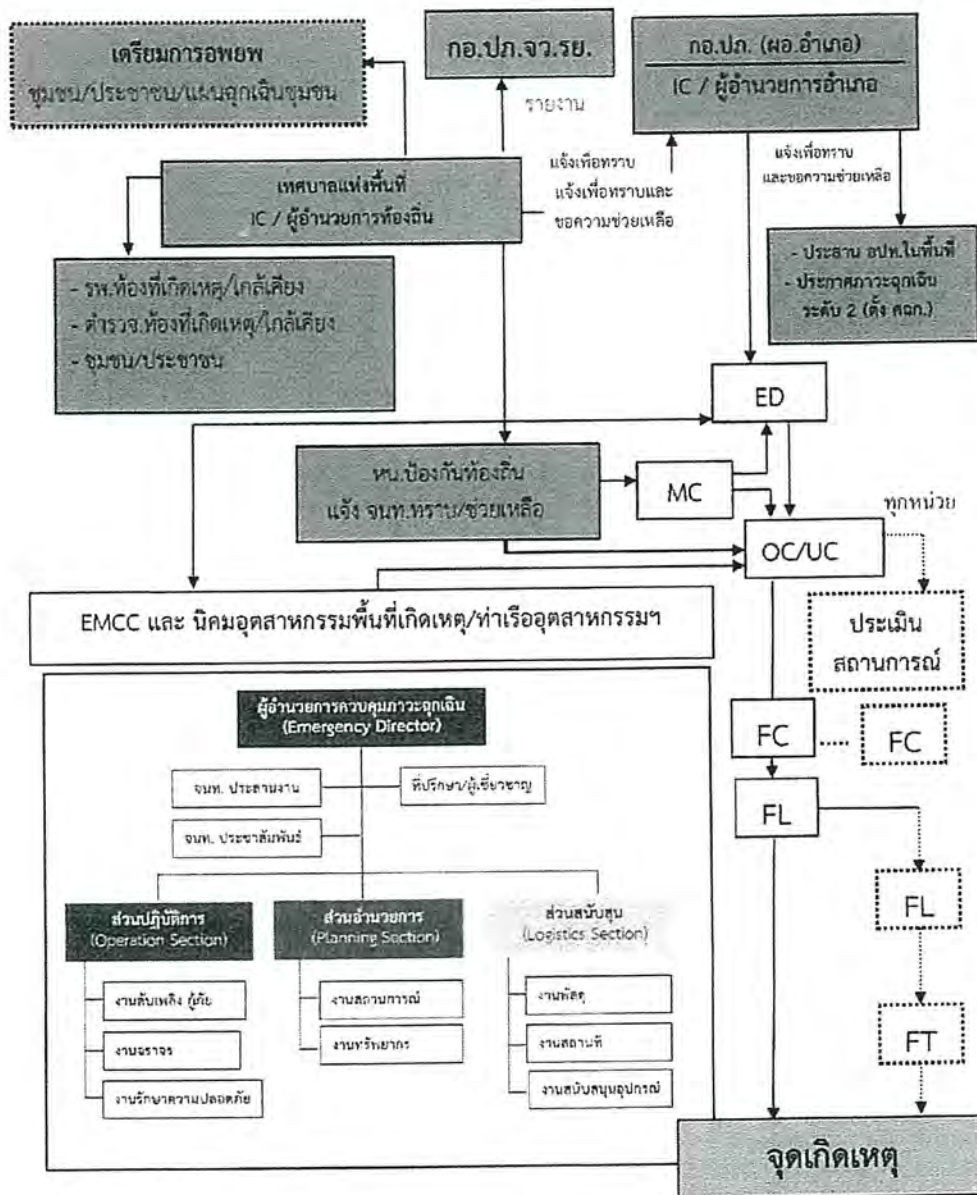 เตรียมการอพยพ
ชุมชน/ประชาชน/แผนฉุกเฉินชุมชน
กอ.ปภ.จว.รย.
กอ.ปภ. (ผอ.อำเภอ)
IC / ผู้อำนวยการอำเภอ
รายงาน
แจ้งเพื่อทราบ
แจ้งเพื่อทราบและ
ขอความช่วยเหลือ
แจ้งเพื่อทราบ
และขอความช่วยเหลือ
เทศบาลแห่งพื้นที่
IC / ผู้อำนวยการท้องถิ่น
- ประสาน อปท.ในพื้นที่
- ประกาศภาวะฉุกเฉิน
ระดับ 2 (ตั้ง ศฉก.)
- รพ.ท้องที่เกิดเหตุ/ใกล้เคียง
- ตำรวจ.ท้องที่เกิดเหตุ/ใกล้เคียง
- ชุมชน/ประชาชน
ED
หน.ป้องกันท้องถิ่น
แจ้ง จนท.ทราบ/ช่วยเหลือ
MC
ทุกหน่วย
OC/UC
EMCC และ นิคมอุตสาหกรรมพื้นที่เกิดเหตุ/ท่าเรืออุตสาหกรรมฯ
ประเมิน
สถานการณ์
ผู้อำนวยการควบคุมภาวะฉุกเฉิน
(Emergency Director)
FC
FC
จนท. ประสานงาน
ที่ปรึกษา/ผู้เชี่ยวชาญ
FL
จนท. ประชาสัมพันธ์
ส่วนปฏิบัติการ
(Operation Section)
ส่วนอำนวยการ
(Planning Section)
ส่วนสนับสนุน
(Logistics Section)
FL
งานดับเพลิง กู้ภัย
งานสถานการณ์
งานพัสดุ
งานจราจร
งานทรัพยากร
งานสถานที่
FT
งานรักษาความปลอดภัย
งานสนับสนุนอุปกรณ์
จุดเกิดเหตุ